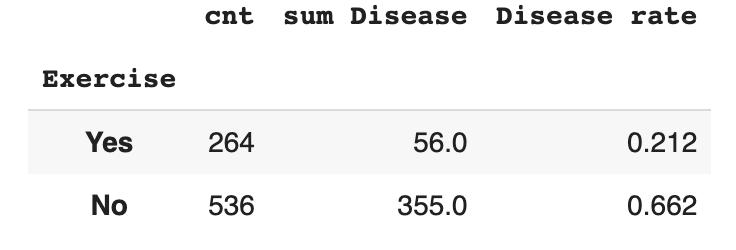 cnt sum Disease Disease rate
Exercise
Yes 264 56.0 0.212
No 536 355.0 0.662